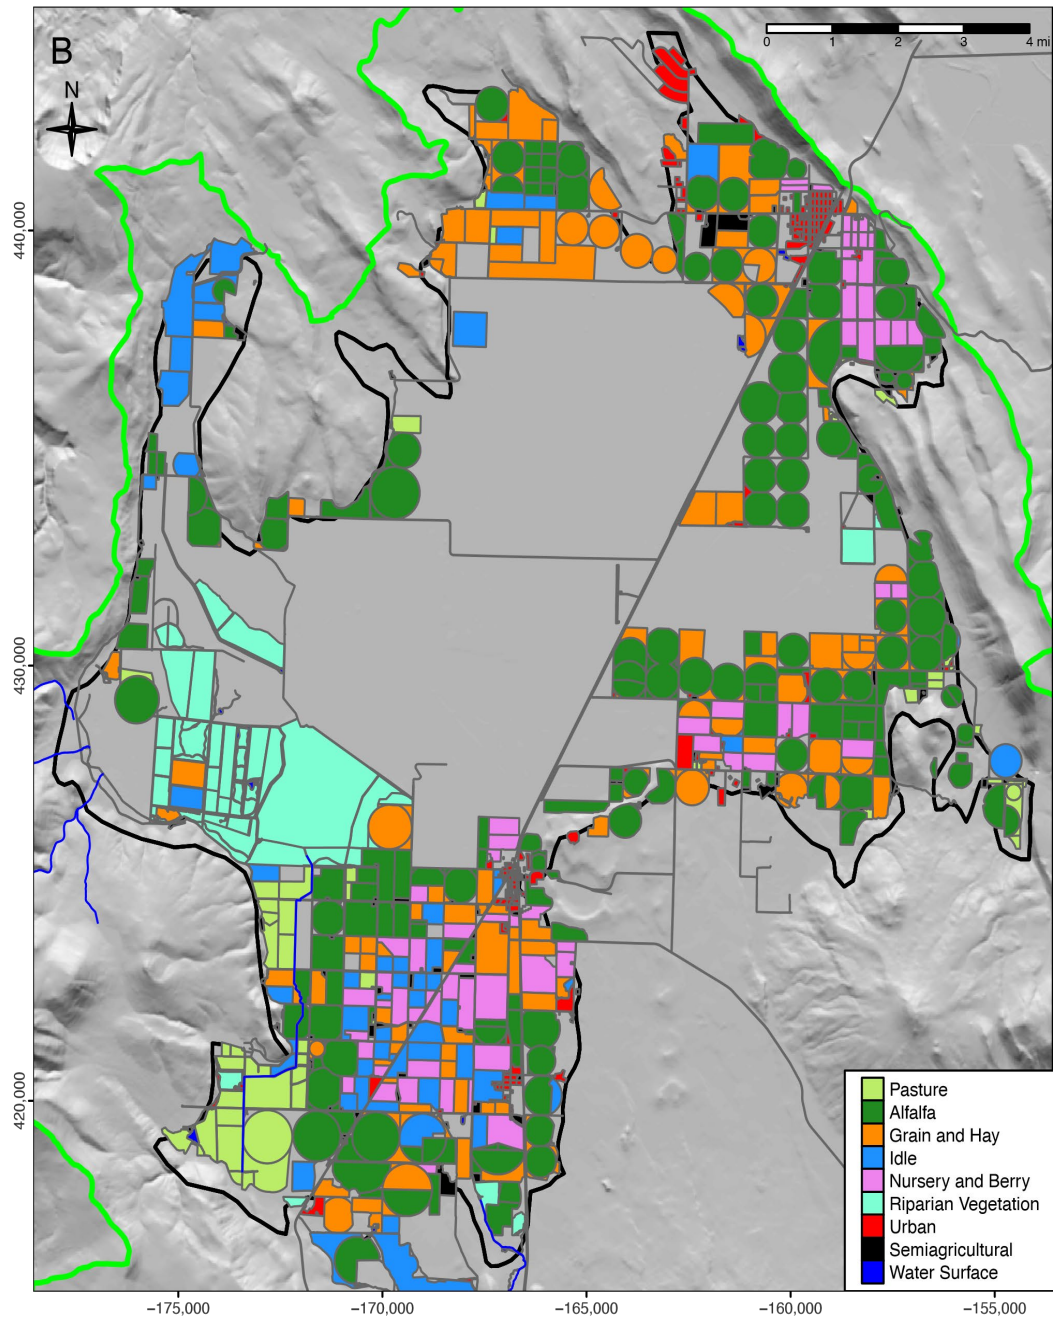 B
N
0 1 2 3 4 mi
440,000
430,000
420,000
Pasture
Alfalfa
Grain and Hay
Idle
Nursery and Berry
Riparian Vegetation
Urban
Semiagricultural
Water Surface
−175,000 −170,000 −165,000 −160,000 −155,000